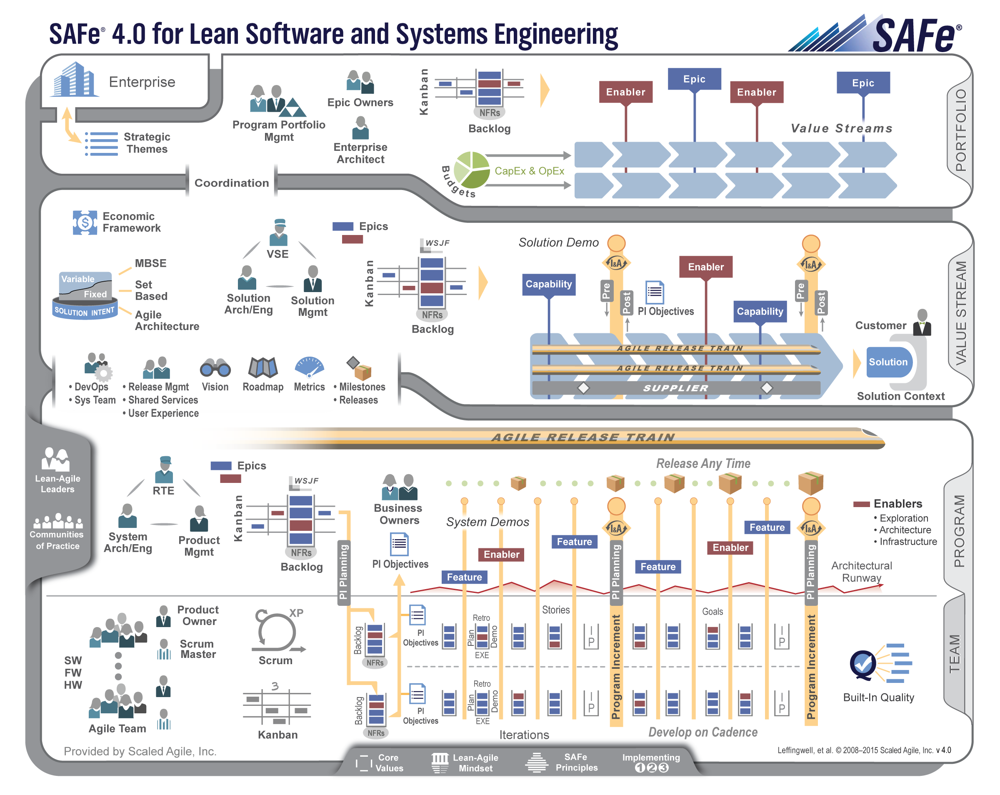 SAFe® 4.0 for Lean Software and Systems Engineering
SAFe®
Enterprise
Strategic
Themes
Program Portfolio
Mgmt
Epic Owners
Enterprise
Architect
Kanban
NFRs
Backlog
Enabler
Epic
Enabler
Epic
Value Streams
Budgets
CapEx & OpEx
PORTFOLIO
Coordination
Economic
Framework
Variable
Fixed
SOLUTION INTENT
MBSE
Set
Based
Agile
Architecture
VSE
Solution
Arch/Eng
Solution
Mgmt
Epics
WSJF
Kanban
NFRs
Backlog
Solution Demo
Capability
I&A
Pre
Post
PI Objectives
Enabler
Capability
I&A
Pre
Post
AGILE RELEASE TRAIN
AGILE RELEASE TRAIN
SUPPLIER
Customer
Solution
Solution Context
VALUE STREAM
• DevOps
• Sys Team
• Release Mgmt
• Shared Services
• User Experience
Vision
Roadmap
Metrics
• Milestones
• Releases
AGILE RELEASE TRAIN
Lean-Agile
Leaders
Communities
of Practice
RTE
System
Arch/Eng
Product
Mgmt
Epics
WSJF
Kanban
NFRs
Backlog
PI Planning
Business
Owners
PI Objectives
Release Any Time
System Demos
Feature
Enabler
Feature
I&A
PI Planning
Feature
Enabler
Feature
I&A
PI Planning
Enablers
• Exploration
• Architecture
• Infrastructure
Architectural
Runway
PROGRAM
Product
Owner
Scrum
Master
SW
FW
HW
Agile Team
XP
Scrum
3
Kanban
Backlog
NFRs
PI
Objectives
Backlog
NFRs
PI
Objectives
Stories
Goals
Retro
Plan
Demo
EXE
I
P
I
P
Retro
Plan
Demo
EXE
I
P
I
P
Program Increment
Program Increment
Iterations
Develop on Cadence
Built-In Quality
TEAM
Provided by Scaled Agile, Inc.
Leffingwell, et al. © 2008–2015 Scaled Agile, Inc. v 4.0
Core
Values
Lean-Agile
Mindset
SAFe
Principles
Implementing
1 2 3